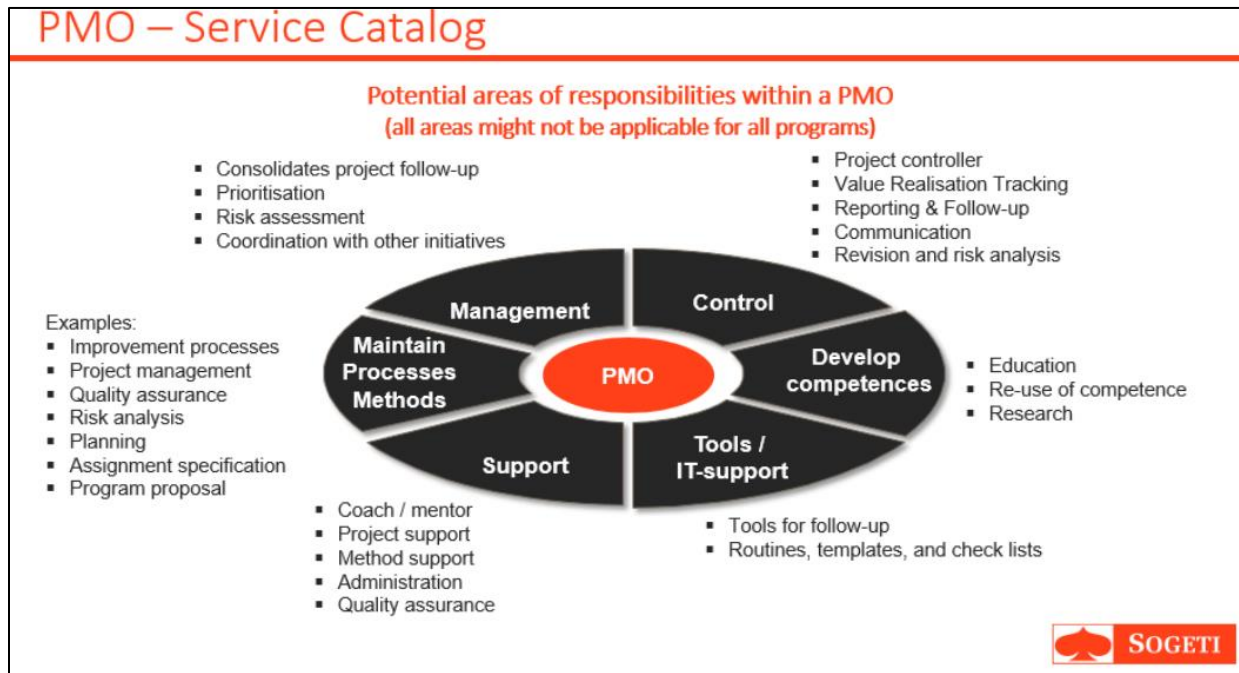 PMO – Service Catalog
Potential areas of responsibilities within a PMO
(all areas might not be applicable for all programs)
▪ Consolidates project follow-up
▪ Prioritisation
▪ Risk assessment
▪ Coordination with other initiatives
▪ Project controller
▪ Value Realisation Tracking
▪ Reporting & Follow-up
▪ Communication
▪ Revision and risk analysis
Management
Control
Maintain
Processes
Methods
PMO
Develop
competences
Support
Tools /
IT-support
Examples:
▪ Improvement processes
▪ Project management
▪ Quality assurance
▪ Risk analysis
▪ Planning
▪ Assignment specification
▪ Program proposal
▪ Education
▪ Re-use of competence
▪ Research
▪ Coach / mentor
▪ Project support
▪ Method support
▪ Administration
▪ Quality assurance
▪ Tools for follow-up
▪ Routines, templates, and check lists
SOGETI